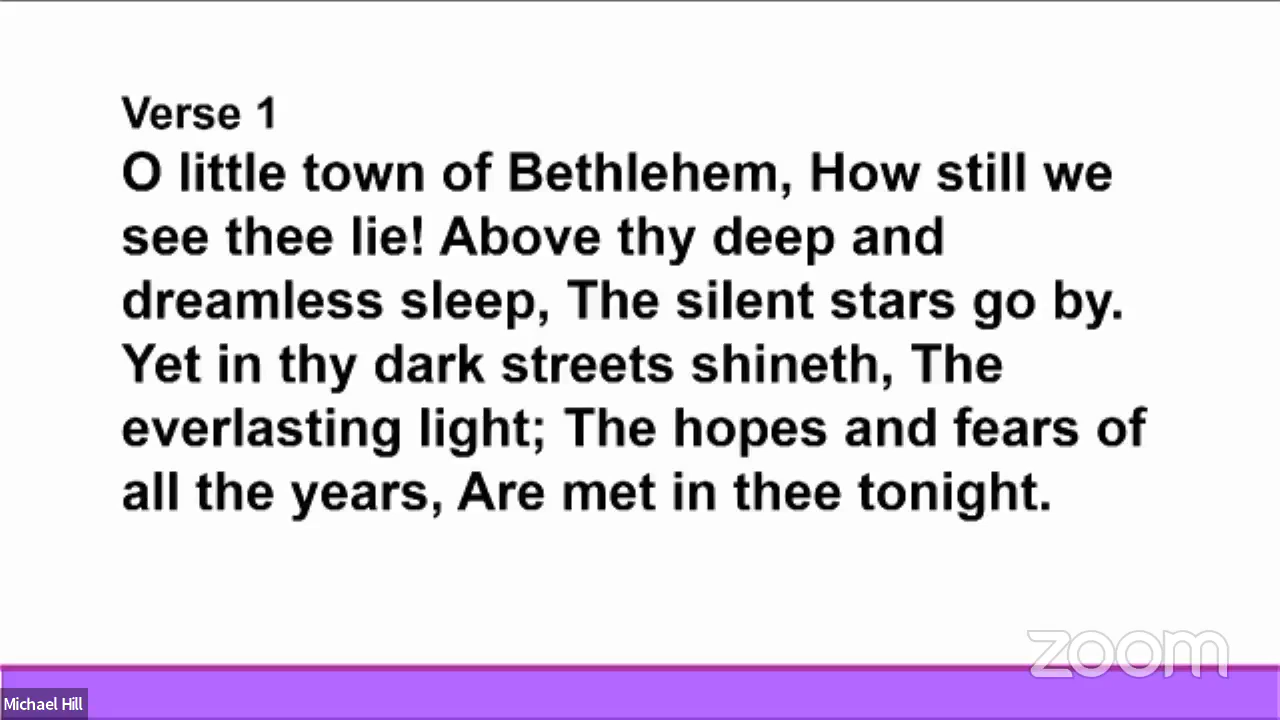 Verse 1
O little town of Bethlehem, How still we
see thee lie! Above thy deep and
dreamless sleep, The silent stars go by.
Yet in thy dark streets shineth, The
everlasting light; The hopes and fears of
all the years, Are met in thee tonight.
zoom
Michael Hill